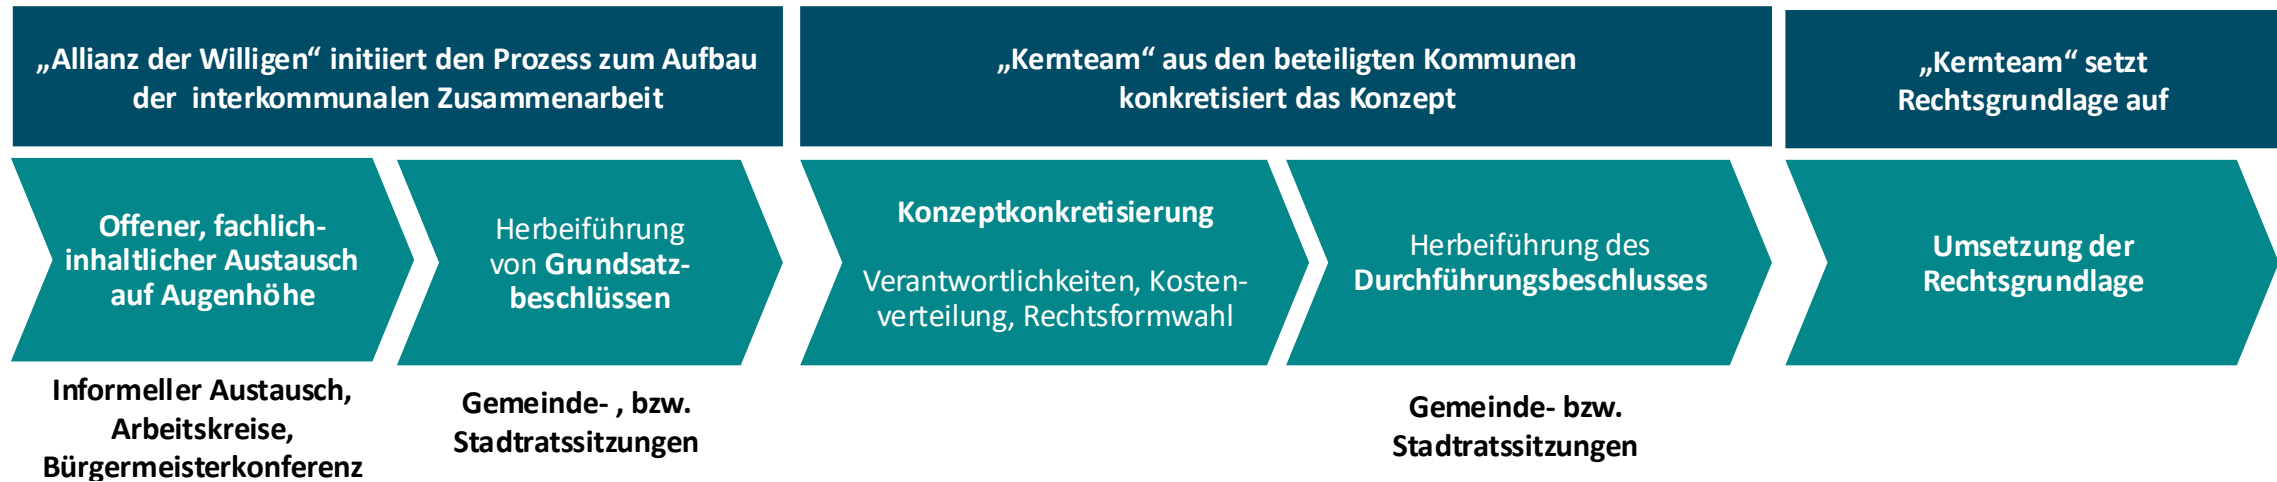 „Allianz der Willigen“ initiiert den Prozess zum Aufbau
der interkommunalen Zusammenarbeit
„Kernteam“ aus den beteiligten Kommunen
konkretisiert das Konzept
„Kernteam“ setzt
Rechtsgrundlage auf
Offener, fachlich-
inhaltlicher Austausch
auf Augenhöhe
Herbeiführung
von Grundsatz-
beschlüssen
Konzeptkonkretisierung
Verantwortlichkeiten, Kosten-
verteilung, Rechtsformwahl
Herbeiführung des
Durchführungsbeschlusses
Umsetzung der
Rechtsgrundlage
Informeller Austausch,
Arbeitskreise,
Bürgermeisterkonferenz
Gemeinde- , bzw.
Stadtratssitzungen
Gemeinde- bzw.
Stadtratssitzungen